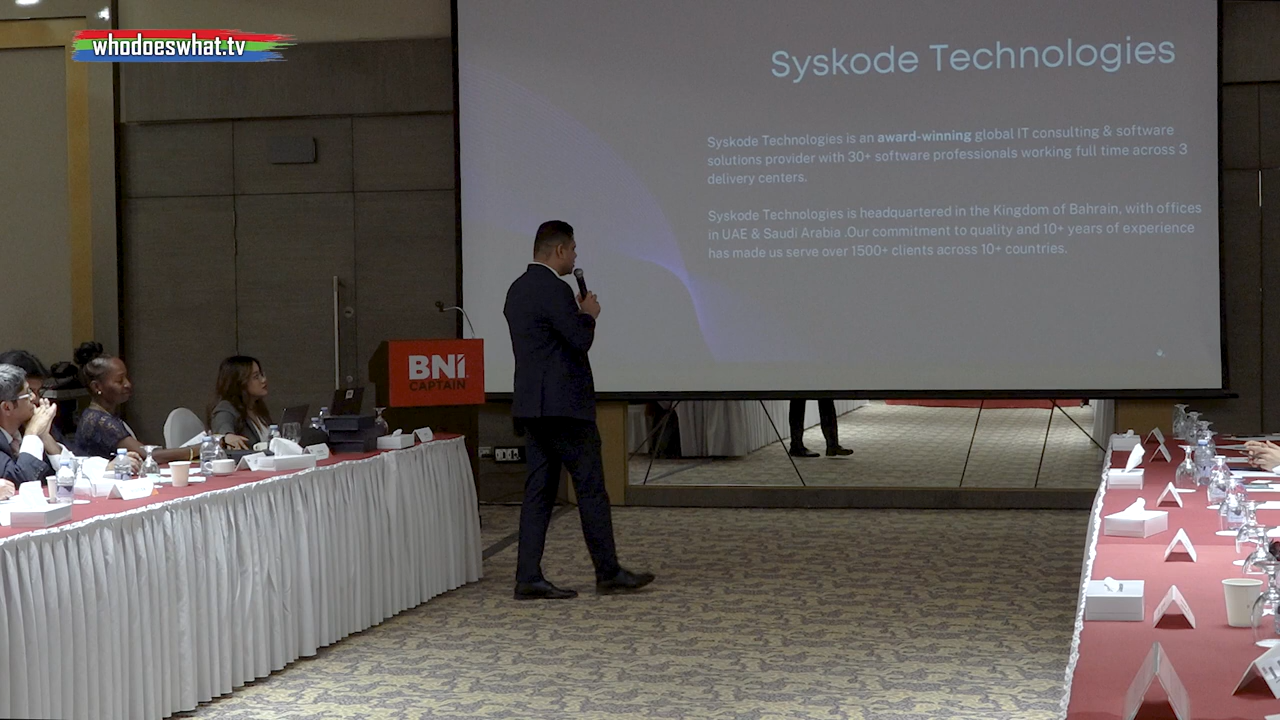 whodoeswhat.tv
Syskode Technologies
Syskode Technologies is an award-winning global IT consulting & software
solutions provider with 30+ software professionals working full time across 3
delivery centers.
Syskode Technologies is headquartered in the Kingdom of Bahrain, with offices
in UAE & Saudi Arabia .Our commitment to quality and 10+ years of experience
has made us serve over 1500+ clients across 10+ countries.
BNI
CAPTAIN